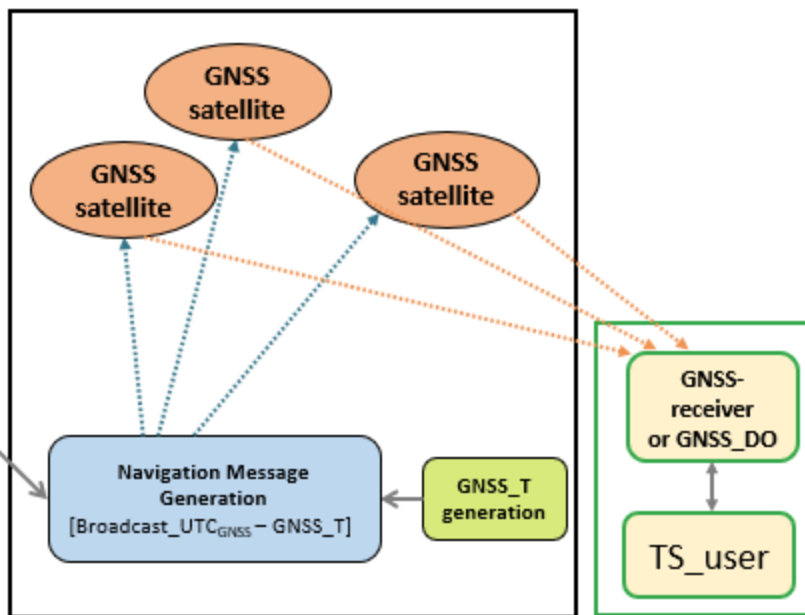 GNSS
satellite
GNSS
satellite
GNSS
satellite
Navigation Message
Generation
[Broadcast_UTCGNSS – GNSS_T]
GNSS_T
generation
GNSS-
receiver
or GNSS_DO
TS_user